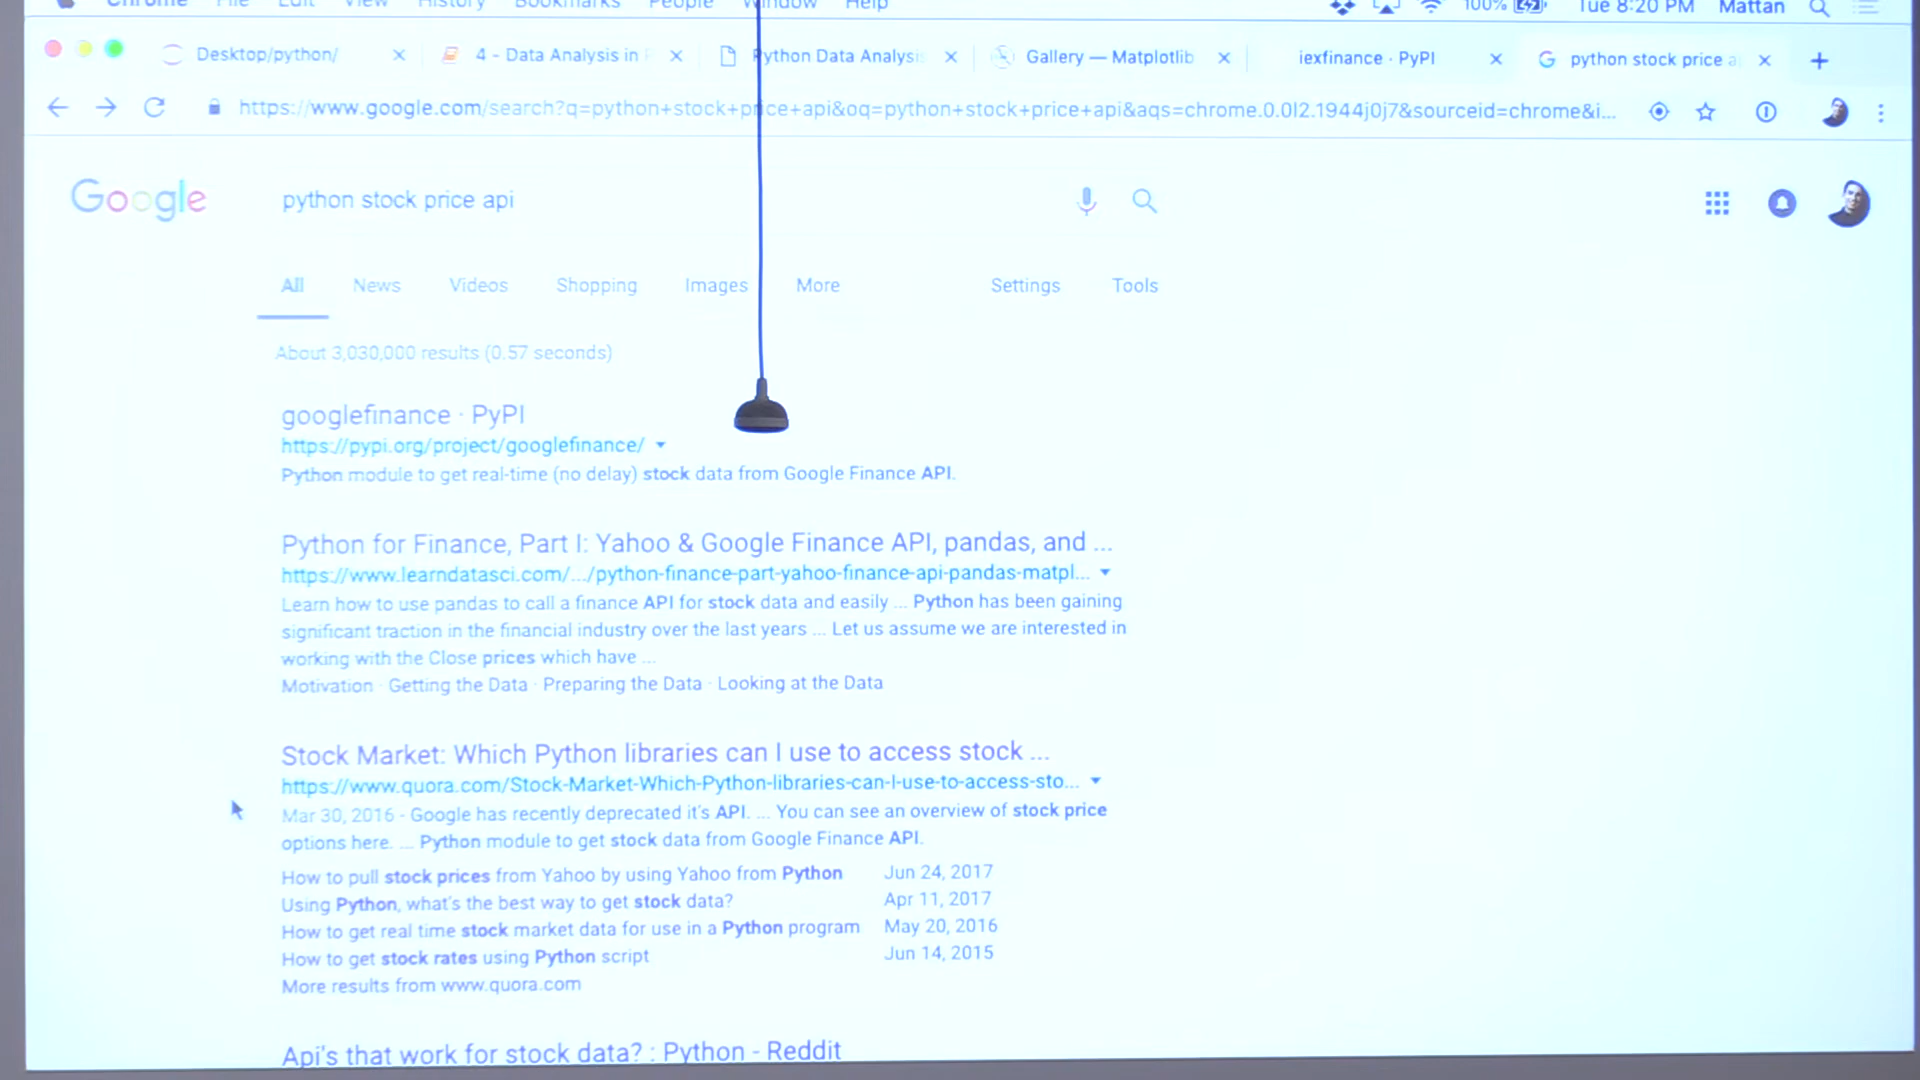 Chrome File Edit View History Bookmarks People Window Help 100% Tue 8:20 PM Mattan
Desktop/python/ 4 - Data Analysis in Python Data Analysis Gallery — Matplotlib iexfinance · PyPI python stock price a
https://www.google.com/search?q=python+stock+price+api&oq=python+stock+price+api&aqs=chrome.0.0l2.1944j0j7&sourceid=chrome&i...
Google python stock price api
All News Videos Shopping Images More Settings Tools
About 3,030,000 results (0.57 seconds)
googlefinance · PyPI
https://pypi.org/project/googlefinance/
Python module to get real-time (no delay) stock data from Google Finance API.
Python for Finance, Part I: Yahoo & Google Finance API, pandas, and ...
https://www.learndatasci.com/.../python-finance-part-yahoo-finance-api-pandas-matpl...
Learn how to use pandas to call a finance API for stock data and easily ... Python has been gaining
significant traction in the financial industry over the last years ... Let us assume we are interested in
working with the Close prices which have ...
Motivation · Getting the Data · Preparing the Data · Looking at the Data
Stock Market: Which Python libraries can I use to access stock ...
https://www.quora.com/Stock-Market-Which-Python-libraries-can-I-use-to-access-sto...
Mar 30, 2016 - Google has recently deprecated it's API. ... You can see an overview of stock price
options here. ... Python module to get stock data from Google Finance API.
How to pull stock prices from Yahoo by using Yahoo from Python Jun 24, 2017
Using Python, what's the best way to get stock data? Apr 11, 2017
How to get real time stock market data for use in a Python program May 20, 2016
How to get stock rates using Python script Jun 14, 2015
More results from www.quora.com
Api's that work for stock data? : Python - Reddit